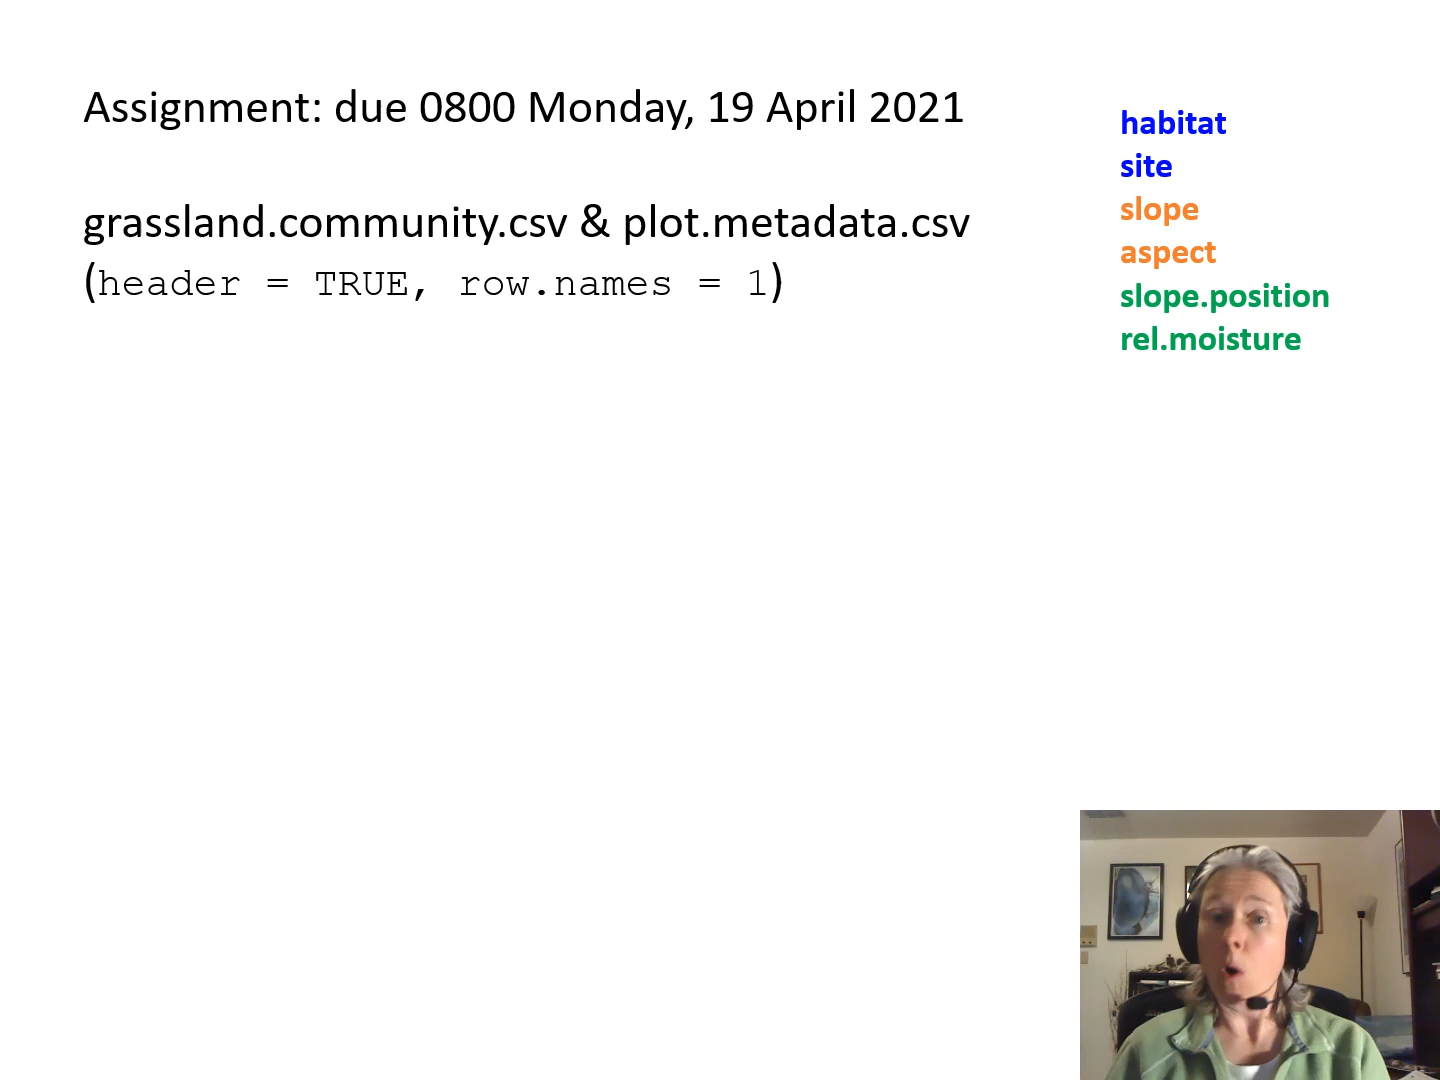 Assignment: due 0800 Monday, 19 April 2021
grassland.community.csv & plot.metadata.csv
(header = TRUE, row.names = 1)
habitat
site
slope
aspect
slope.position
rel.moisture